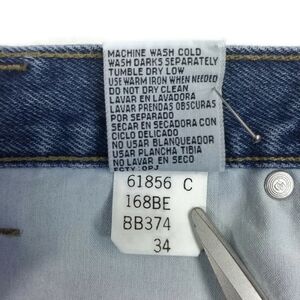 MACHINE WASH COLD
WASH DARKS SEPARATELY
TUMBLE DRY LOW
USE WARM IRON WHEN NEEDED
DO NOT DRY CLEAN
LAVAR EN LAVADORA
LAVAR PRENDAS OBSCURAS
POR SEPARADO
SECAR EN SECADORA CON
CICLO DELICADO
NO USAR BLANQUEADOR
USAR PLANCHA TIBIA
NO LAVAR EN SECO
FCTY OPJ
61856 C
168BE
BB374
34